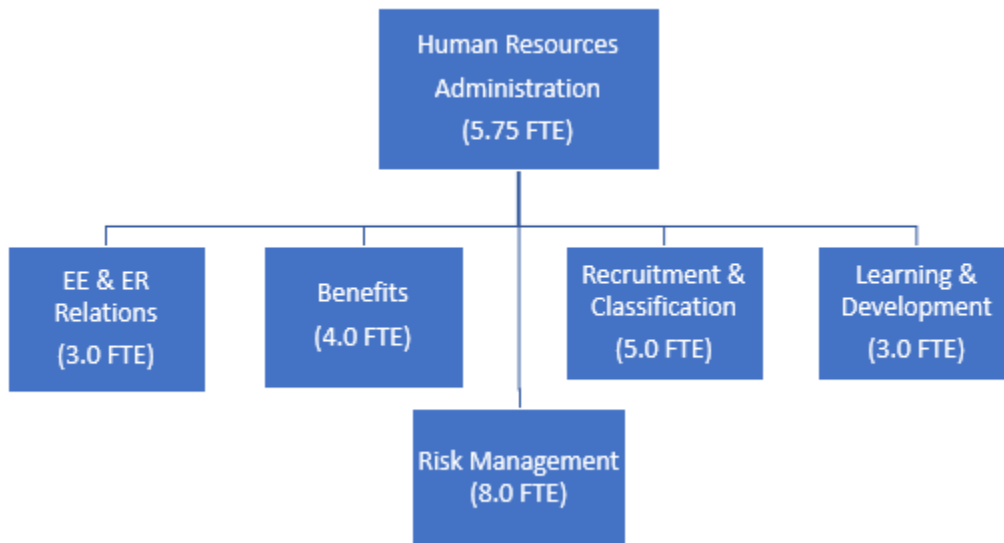 Human Resources
Administration
(5.75 FTE)
EE & ER
Relations
(3.0 FTE)
Benefits
(4.0 FTE)
Recruitment &
Classification
(5.0 FTE)
Learning &
Development
(3.0 FTE)
Risk Management
(8.0 FTE)